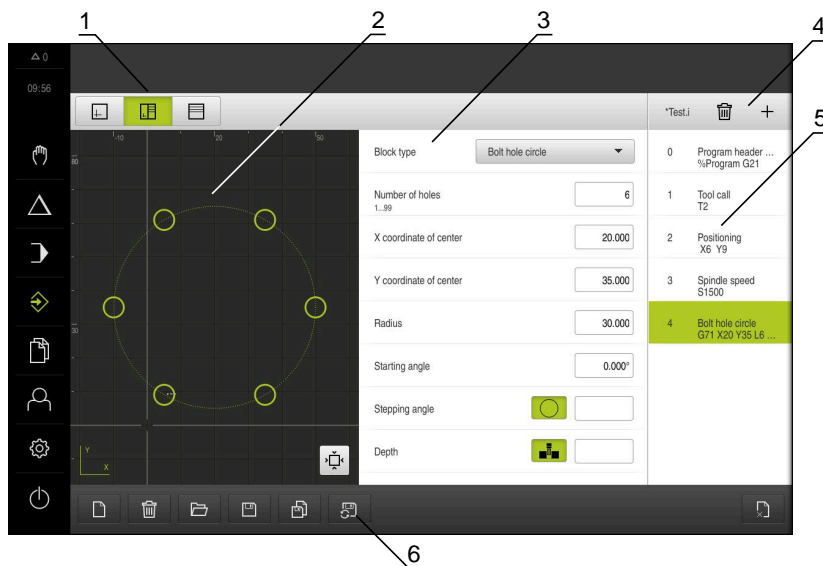 1
2
3
4
△ 0
09:56
*Test.i
-10
20
50
80
30
Y
X
Block type
Bolt hole circle
Number of holes
1...99
6
X coordinate of center
20.000
Y coordinate of center
35.000
Radius
30.000
Starting angle
0.000°
Stepping angle
Depth
5
0 Program header ...
%Program G21
1 Tool call
T2
2 Positioning
X6 Y9
3 Spindle speed
S1500
4 Bolt hole circle
G71 X20 Y35 L6 ...
6